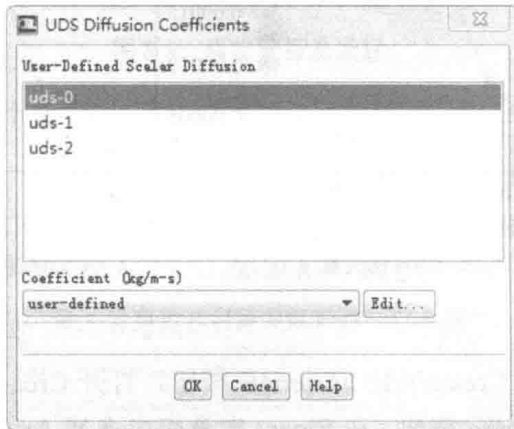 UDS Diffusion Coefficients
User-Defined Scalar Diffusion
uds-0
uds-1
uds-2
Coefficient (kg/m-s)
user-defined
Edit...
OK Cancel Help